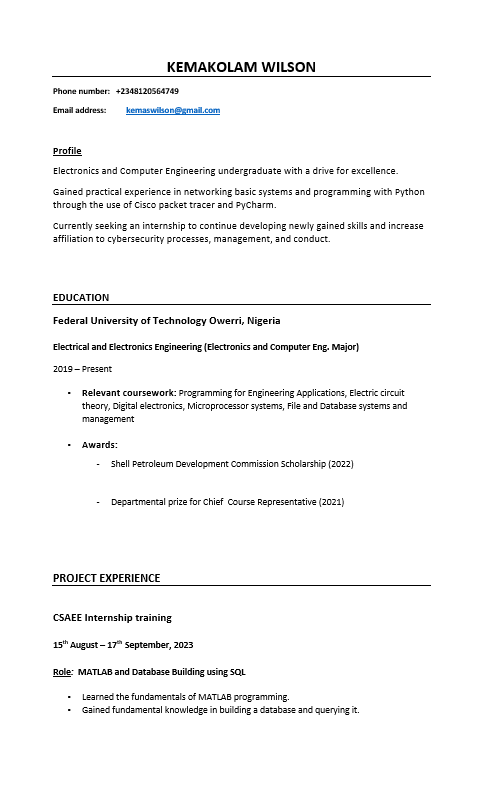 KEMAKOLAM WILSON
Phone number: +2348120564749
Email address: kemaswilson@gmail.com
Profile
Electronics and Computer Engineering undergraduate with a drive for excellence.
Gained practical experience in networking basic systems and programming with Python
through the use of Cisco packet tracer and PyCharm.
Currently seeking an internship to continue developing newly gained skills and increase
affiliation to cybersecurity processes, management, and conduct.
EDUCATION
Federal University of Technology Owerri, Nigeria
Electrical and Electronics Engineering (Electronics and Computer Eng. Major)
2019 – Present
• Relevant coursework: Programming for Engineering Applications, Electric circuit
theory, Digital electronics, Microprocessor systems, File and Database systems and
management
• Awards:
- Shell Petroleum Development Commission Scholarship (2022)
- Departmental prize for Chief Course Representative (2021)
PROJECT EXPERIENCE
CSAEE Internship training
15th August – 17th September, 2023
Role: MATLAB and Database Building using SQL
• Learned the fundamentals of MATLAB programming.
• Gained fundamental knowledge in building a database and querying it.